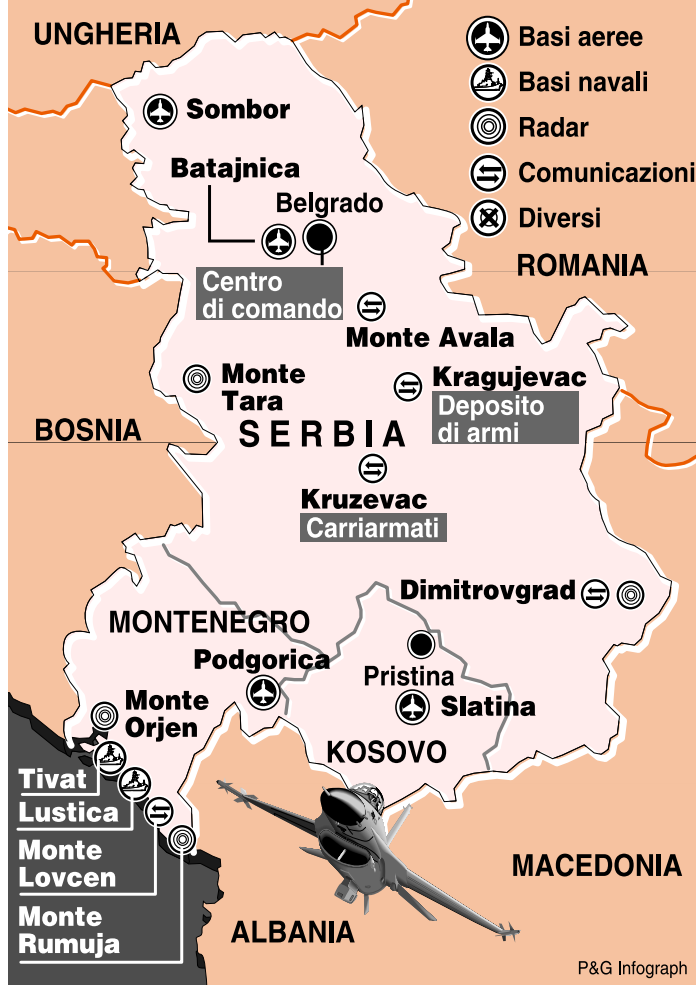 UNGHERIA
Basi aeree
Basi navali
Radar
Comunicazioni
Diversi
Sombor
Batajnica
Belgrado
Centro
di comando
ROMANIA
Monte Avala
Monte
Tara
Kragujevac
Deposito
di armi
BOSNIA
SERBIA
Kruzevac
Carriarmati
Dimitrovgrad
MONTENEGRO
Podgorica
Pristina
Slatina
KOSOVO
Monte
Orjen
Tivat
Lustica
Monte
Lovcen
Monte
Rumuja
MACEDONIA
ALBANIA
P&G Infograph